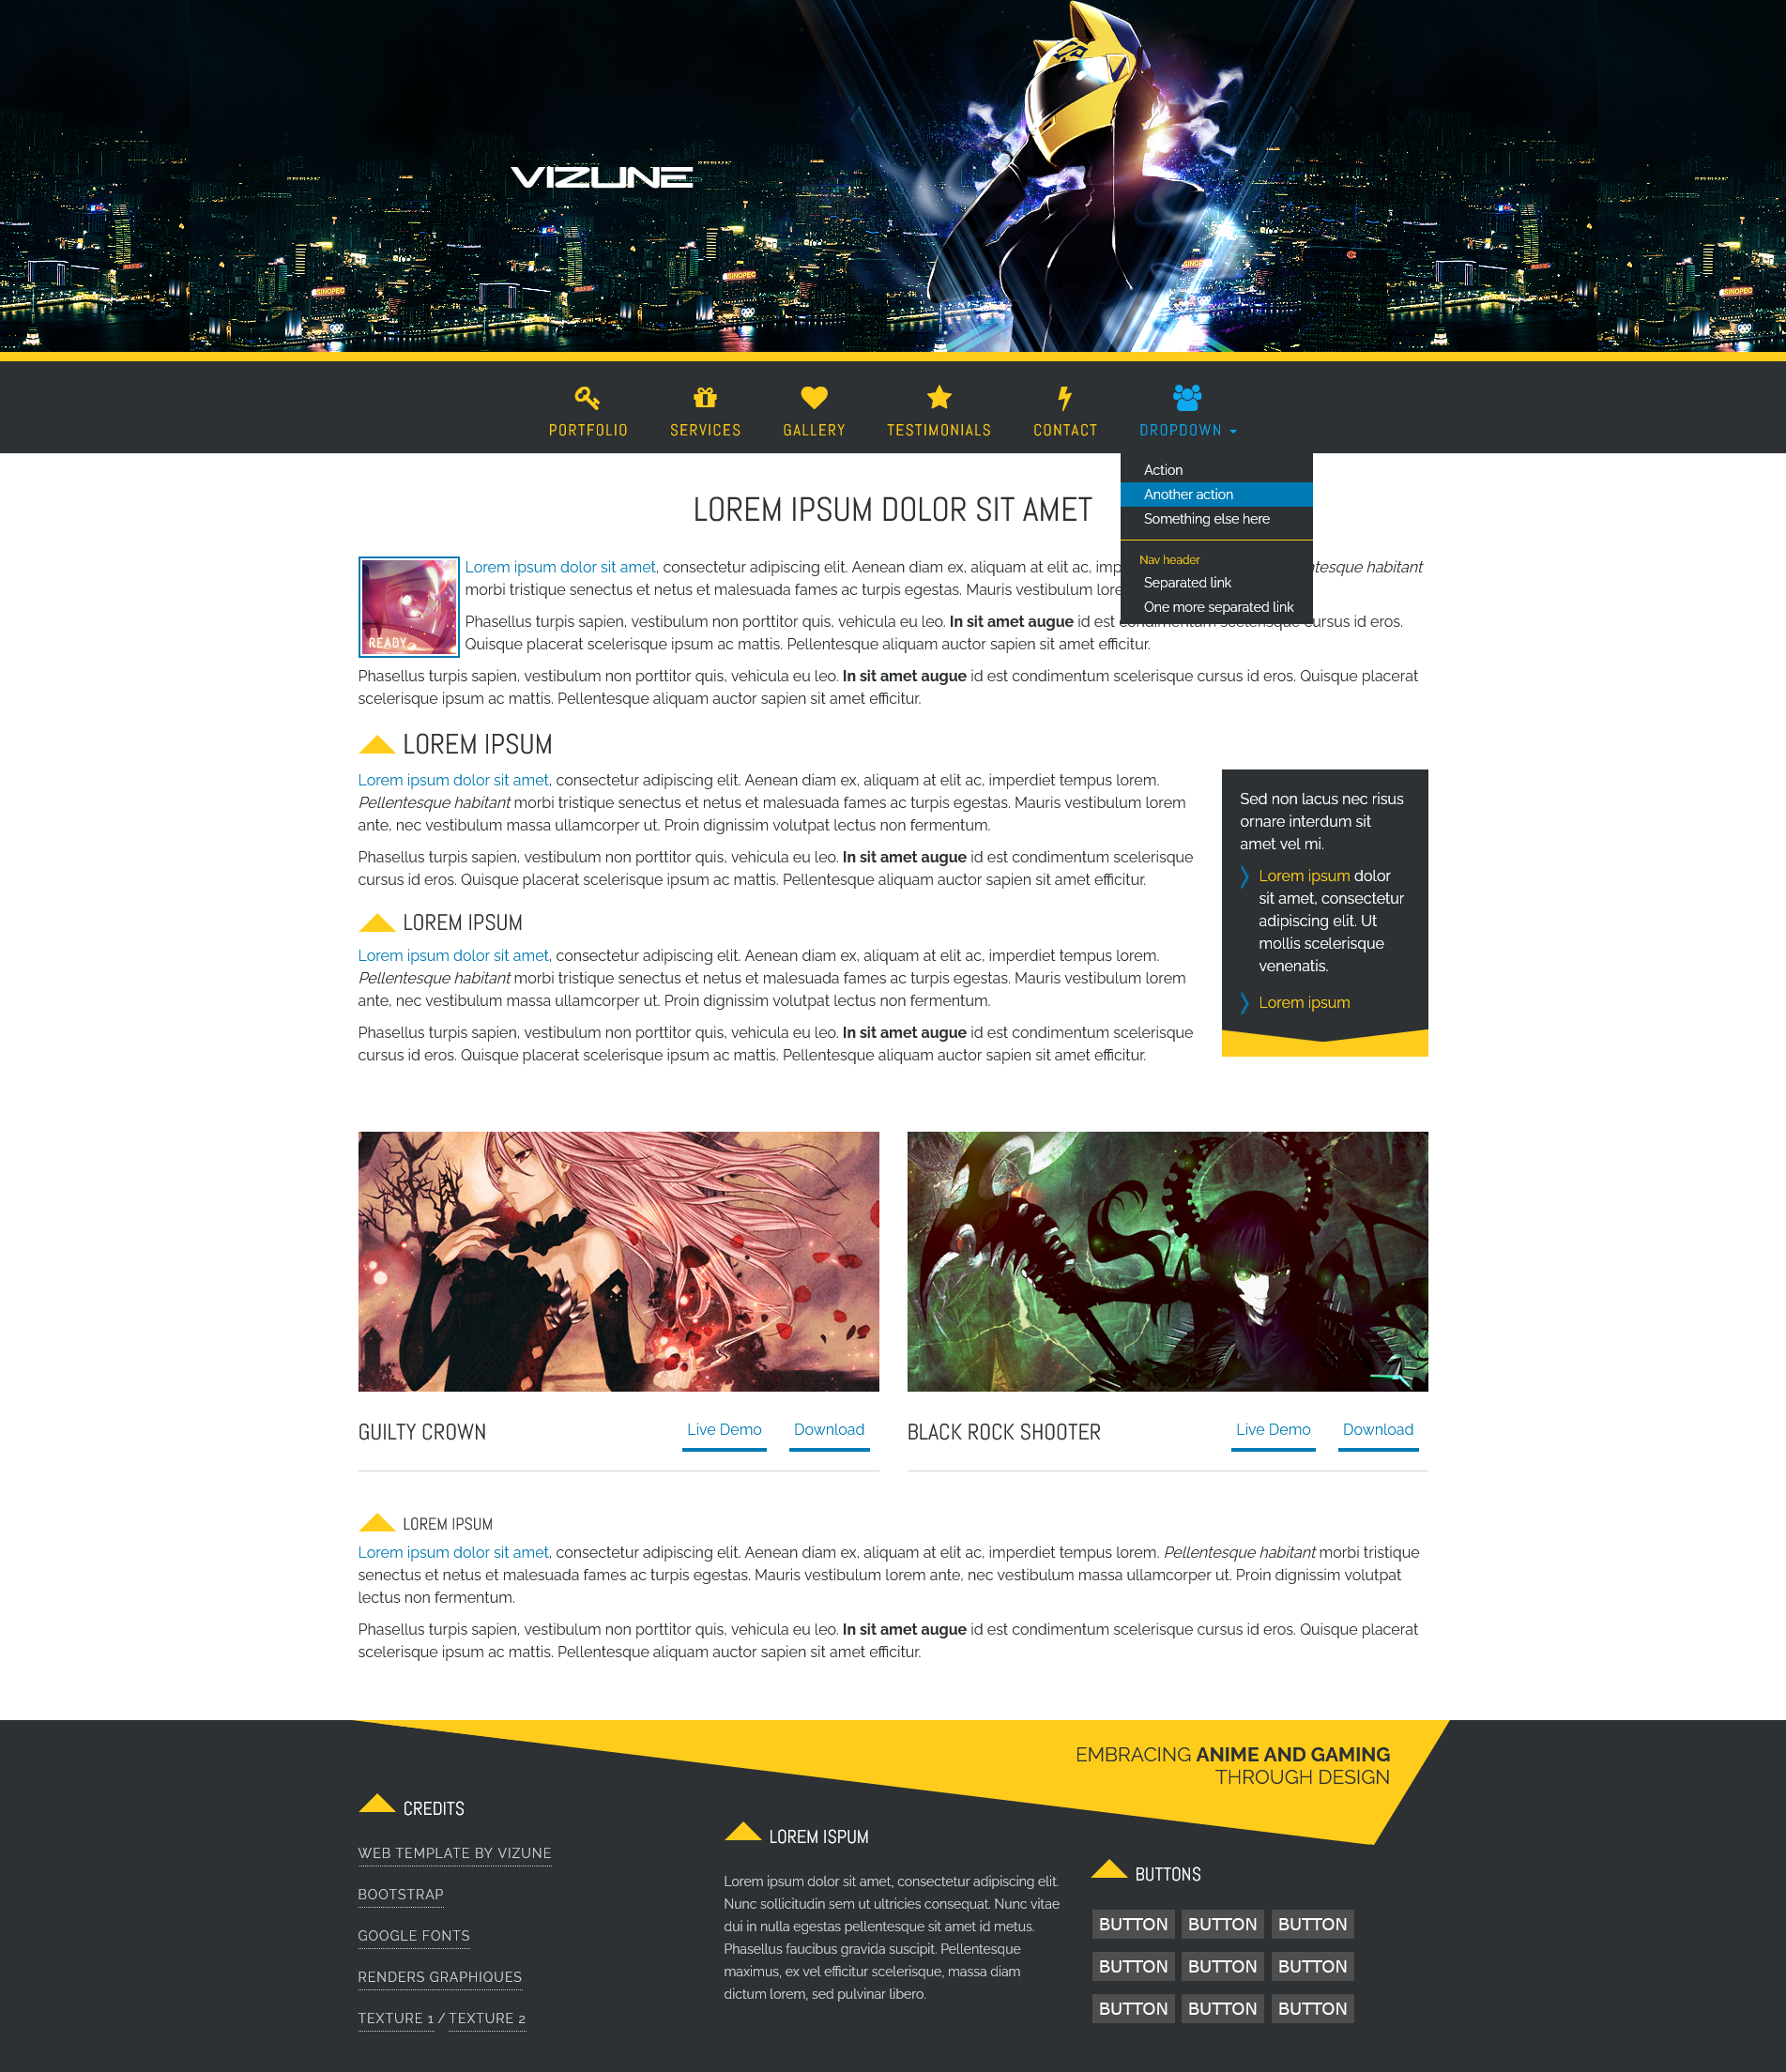 VIZUNE
SINOPEC
SINOPEC
SINOPEC
SINOPEC
SINOPEC
PORTFOLIO
SERVICES
GALLERY
TESTIMONIALS
CONTACT
DROPDOWN
Action
Another action
Something else here
Nav header
Separated link
One more separated link
LOREM IPSUM DOLOR SIT AMET
READY
Lorem ipsum dolor sit amet, consectetur adipiscing elit. Aenean diam ex, aliquam at elit ac, habitant
morbi tristique senectus et netus et malesuada fames ac turpis egestas. Mauris vestibulum
Phasellus turpis sapien, vestibulum non porttitor quis, vehicula eu leo. In sit amet augue id est condimentum scelerisque cursus id eros.
Quisque placerat scelerisque ipsum ac mattis. Pellentesque aliquam auctor sapien sit amet efficitur.
Phasellus turpis sapien, vestibulum non porttitor quis, vehicula eu leo. In sit amet augue id est condimentum scelerisque cursus id eros. Quisque placerat
scelerisque ipsum ac mattis. Pellentesque aliquam auctor sapien sit amet efficitur.
LOREM IPSUM
Lorem ipsum dolor sit amet, consectetur adipiscing elit. Aenean diam ex, aliquam at elit ac, imperdiet tempus lorem.
Pellentesque habitant morbi tristique senectus et netus et malesuada fames ac turpis egestas. Mauris vestibulum lorem
ante, nec vestibulum massa ullamcorper ut. Proin dignissim volutpat lectus non fermentum.
Phasellus turpis sapien, vestibulum non porttitor quis, vehicula eu leo. In sit amet augue id est condimentum scelerisque
cursus id eros. Quisque placerat scelerisque ipsum ac mattis. Pellentesque aliquam auctor sapien sit amet efficitur.
LOREM IPSUM
Lorem ipsum dolor sit amet, consectetur adipiscing elit. Aenean diam ex, aliquam at elit ac, imperdiet tempus lorem.
Pellentesque habitant morbi tristique senectus et netus et malesuada fames ac turpis egestas. Mauris vestibulum lorem
ante, nec vestibulum massa ullamcorper ut. Proin dignissim volutpat lectus non fermentum.
Phasellus turpis sapien, vestibulum non porttitor quis, vehicula eu leo. In sit amet augue id est condimentum scelerisque
cursus id eros. Quisque placerat scelerisque ipsum ac mattis. Pellentesque aliquam auctor sapien sit amet efficitur.
Sed non lacus nec risus
ornare interdum sit
amet vel mi.
Lorem ipsum dolor
sit amet, consectetur
adipiscing elit. Ut
mollis scelerisque
venenatis.
Lorem ipsum
GUILTY CROWN
Live Demo
Download
BLACK ROCK SHOOTER
Live Demo
Download
LOREM IPSUM
Lorem ipsum dolor sit amet, consectetur adipiscing elit. Aenean diam ex, aliquam at elit ac, imperdiet tempus lorem. Pellentesque habitant morbi tristique
senectus et netus et malesuada fames ac turpis egestas. Mauris vestibulum lorem ante, nec vestibulum massa ullamcorper ut. Proin dignissim volutpat
lectus non fermentum.
Phasellus turpis sapien, vestibulum non porttitor quis, vehicula eu leo. In sit amet augue id est condimentum scelerisque cursus id eros. Quisque placerat
scelerisque ipsum ac mattis. Pellentesque aliquam auctor sapien sit amet efficitur.
EMBRACING ANIME AND GAMING
THROUGH DESIGN
CREDITS
WEB TEMPLATE BY VIZUNE
BOOTSTRAP
GOOGLE FONTS
RENDERS GRAPHIQUES
TEXTURE 1 / TEXTURE 2
LOREM ISPUM
Lorem ipsum dolor sit amet, consectetur adipiscing elit.
Nunc sollicitudin sem ut ultricies consequat. Nunc vitae
dui in nulla egestas pellentesque sit amet id metus.
Phasellus faucibus gravida suscipit. Pellentesque
maximus, ex vel efficitur scelerisque, massa diam
dictum lorem, sed pulvinar libero.
BUTTONS
BUTTON BUTTON BUTTON
BUTTON BUTTON BUTTON
BUTTON BUTTON BUTTON